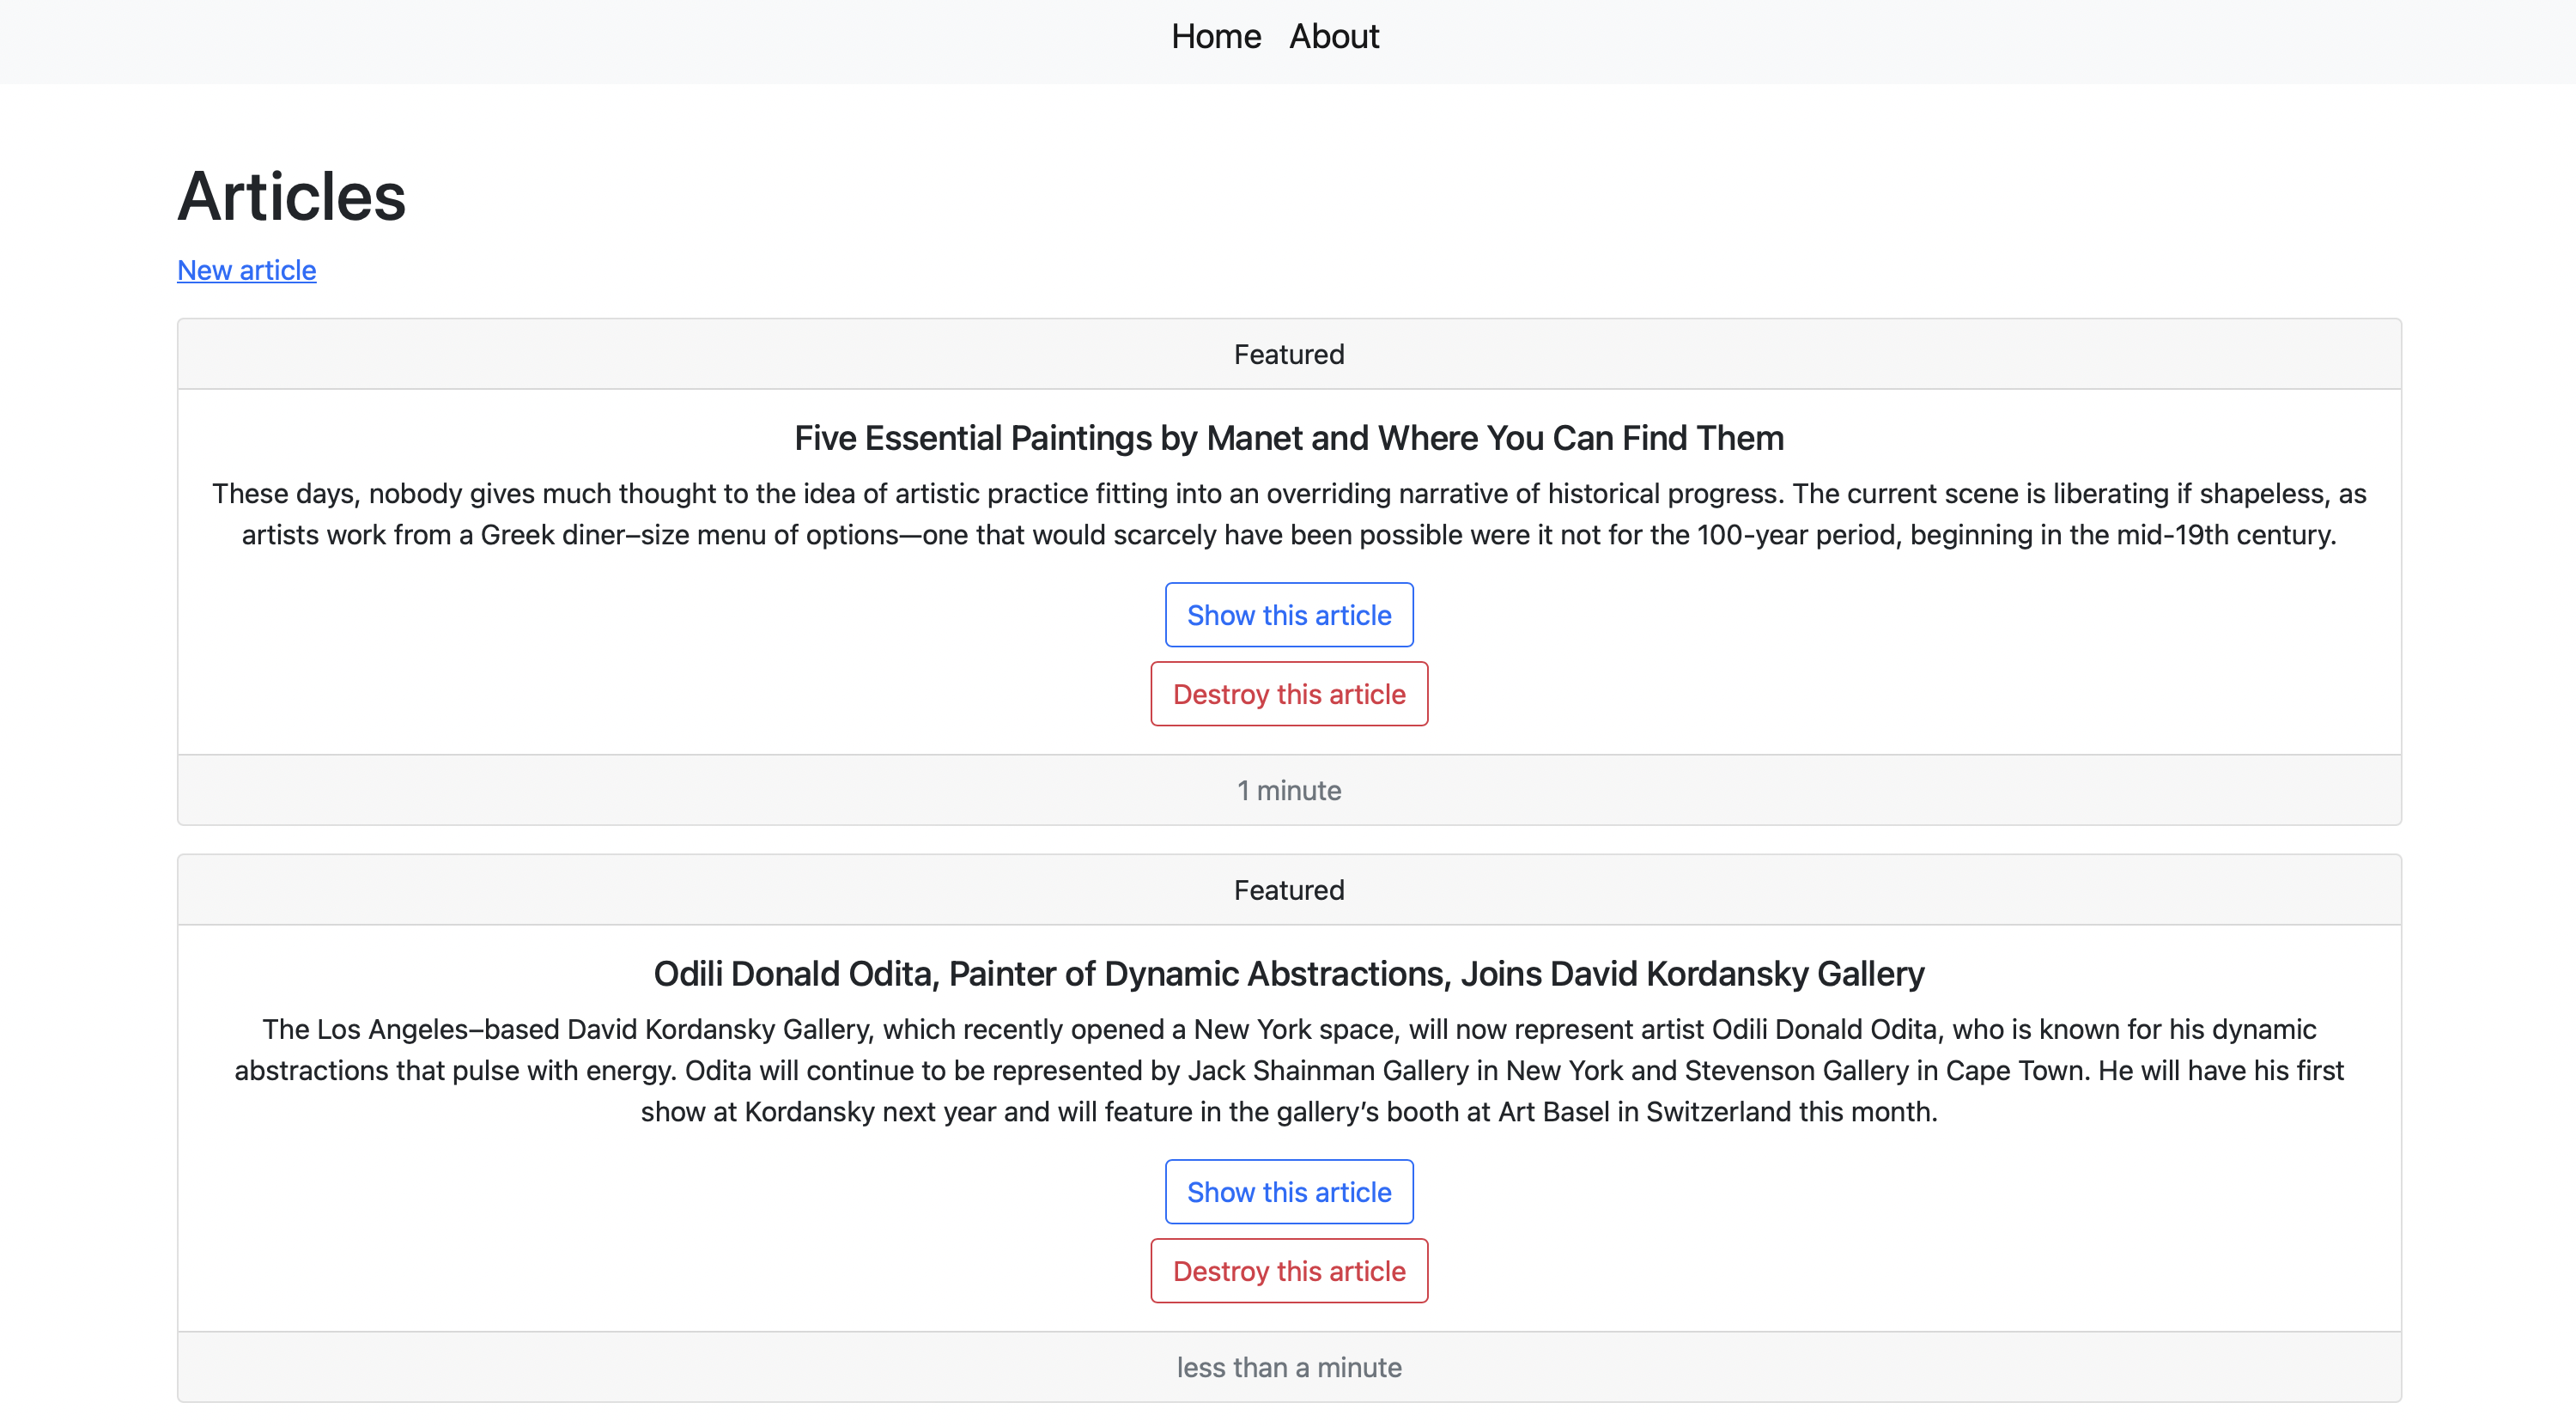 Home About
Articles
New article
Featured
Five Essential Paintings by Manet and Where You Can Find Them
These days, nobody gives much thought to the idea of artistic practice fitting into an overriding narrative of historical progress. The current scene is liberating if shapeless, as
artists work from a Greek diner–size menu of options—one that would scarcely have been possible were it not for the 100-year period, beginning in the mid-19th century.
Show this article
Destroy this article
1 minute
Featured
Odili Donald Odita, Painter of Dynamic Abstractions, Joins David Kordansky Gallery
The Los Angeles–based David Kordansky Gallery, which recently opened a New York space, will now represent artist Odili Donald Odita, who is known for his dynamic
abstractions that pulse with energy. Odita will continue to be represented by Jack Shainman Gallery in New York and Stevenson Gallery in Cape Town. He will have his first
show at Kordansky next year and will feature in the gallery’s booth at Art Basel in Switzerland this month.
Show this article
Destroy this article
less than a minute